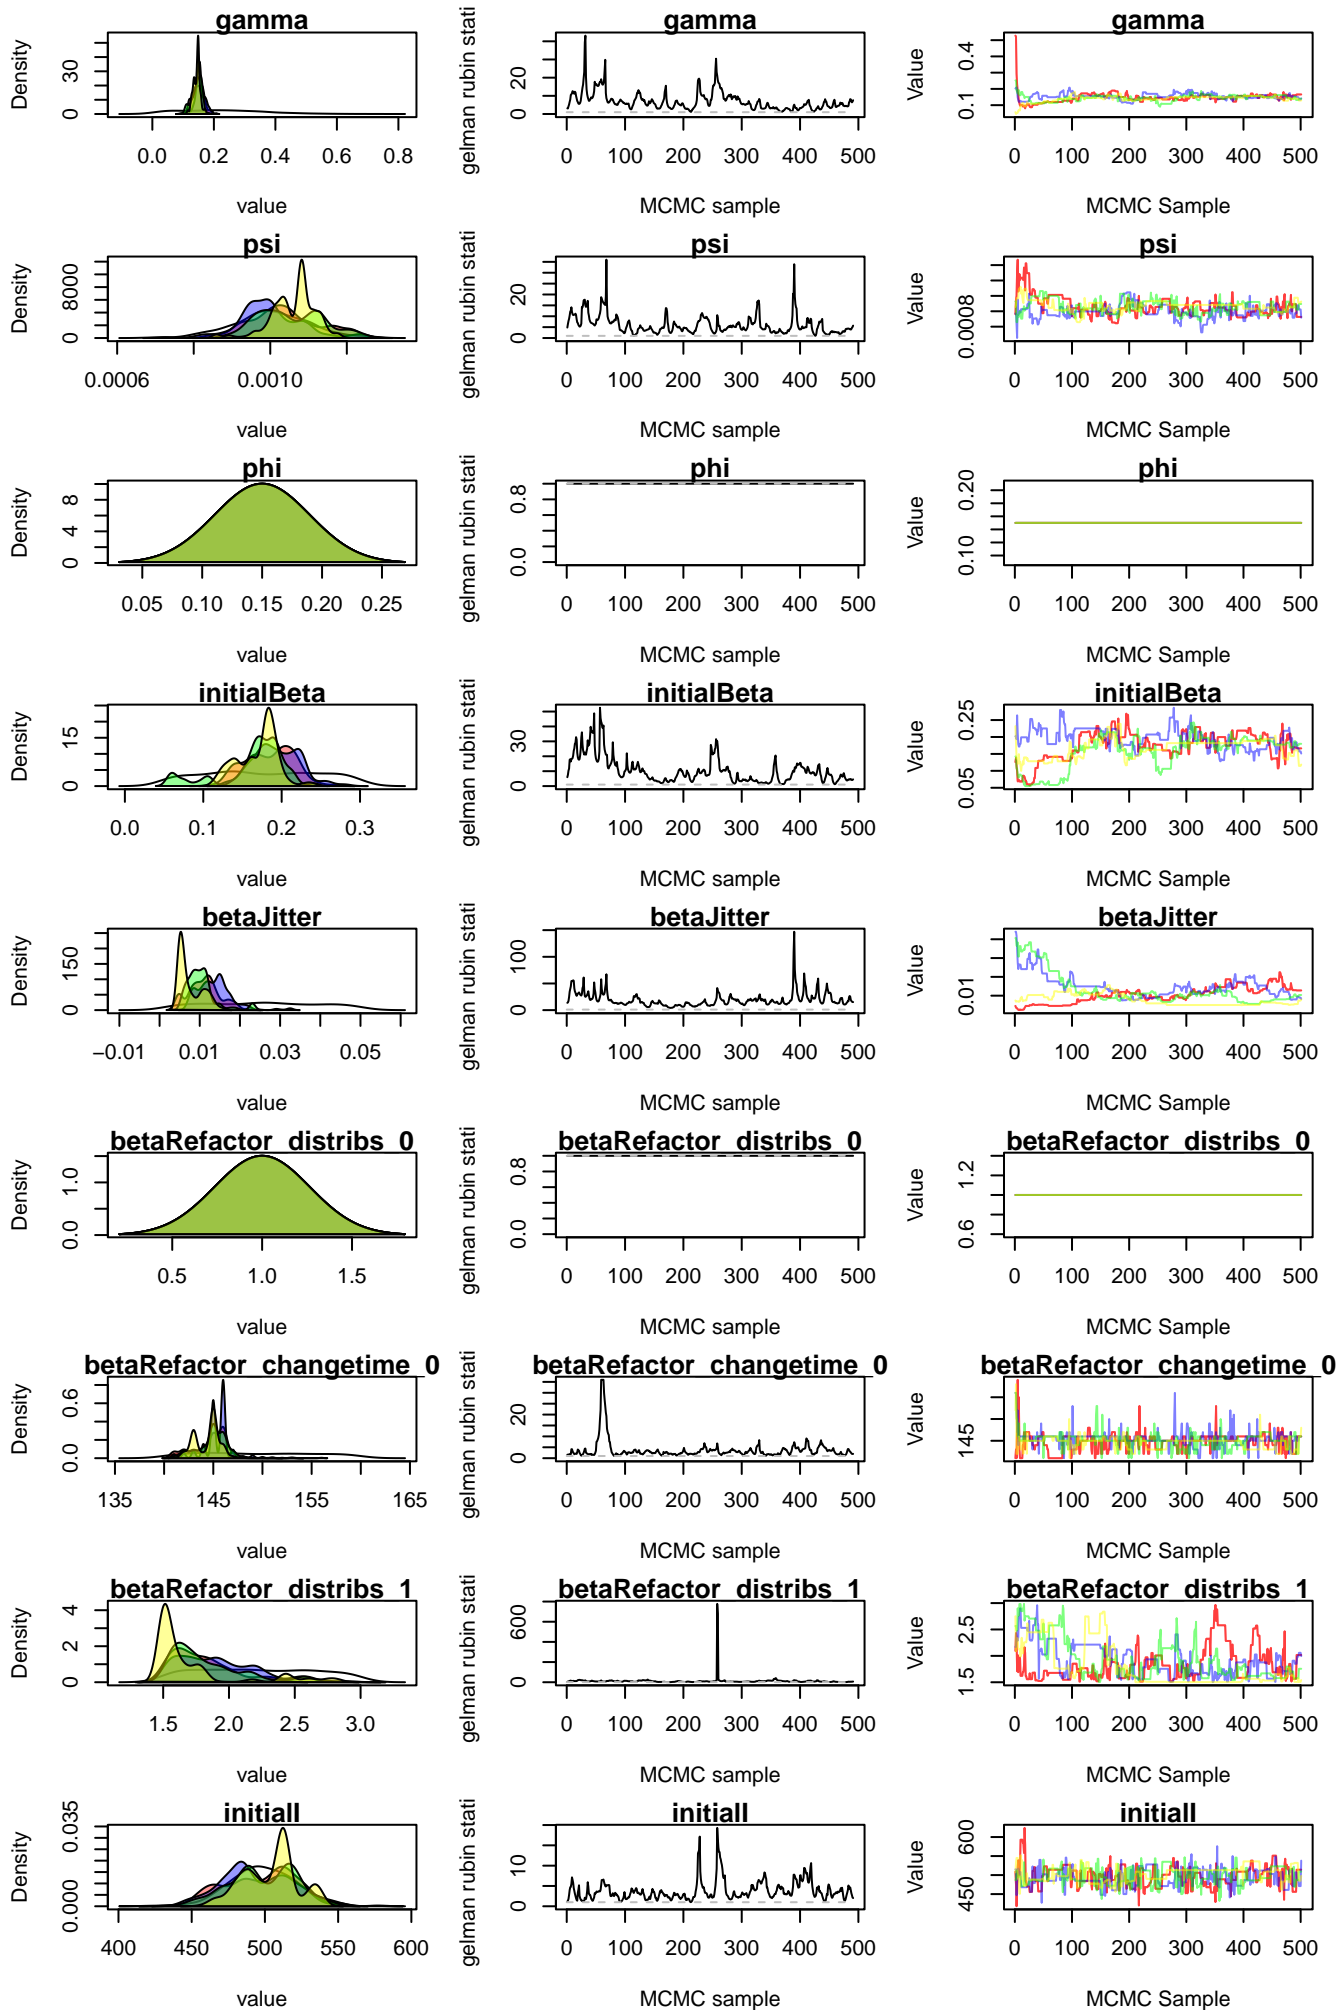 gamma gamma gamma
Density gelman rubin stati Value
0 30 20 0 0.1 0.4
0.0 0.2 0.4 0.6 0.8 0 100 200 300 400 500 0 100 200 300 400 500
value MCMC sample MCMC Sample
psi psi psi
Density gelman rubin stati Value
0 8000 0 20 0.0008
0.0006 0.0010 0 100 200 300 400 500 0 100 200 300 400 500
value MCMC sample MCMC Sample
phi phi phi
Density gelman rubin stati Value
0 4 8 0.0 0.8 0.10 0.20
0.05 0.10 0.15 0.20 0.25 0 100 200 300 400 500 0 100 200 300 400 500
value MCMC sample MCMC Sample
initialBeta initialBeta initialBeta
Density gelman rubin stati Value
0 15 0 30 0.05 0.25
0.0 0.1 0.2 0.3 0 100 200 300 400 500 0 100 200 300 400 500
value MCMC sample MCMC Sample
betaJitter betaJitter betaJitter
Density gelman rubin stati Value
0 150 0 100 0.01
−0.01 0.01 0.03 0.05 0 100 200 300 400 500 0 100 200 300 400 500
value MCMC sample MCMC Sample
betaRefactor_distribs_0 betaRefactor_distribs_0 betaRefactor_distribs_0
Density gelman rubin stati Value
0.0 1.0 0.0 0.8 0.6 1.2
0.5 1.0 1.5 0 100 200 300 400 500 0 100 200 300 400 500
value MCMC sample MCMC Sample
betaRefactor_changetime_0 betaRefactor_changetime_0 betaRefactor_changetime_0
Density gelman rubin stati Value
0.0 0.6 0 20 145
135 145 155 165 0 100 200 300 400 500 0 100 200 300 400 500
value MCMC sample MCMC Sample
betaRefactor_distribs_1 betaRefactor_distribs_1 betaRefactor_distribs_1
Density gelman rubin stati Value
0 2 4 0 600 1.5 2.5
1.5 2.0 2.5 3.0 0 100 200 300 400 500 0 100 200 300 400 500
value MCMC sample MCMC Sample
initialI initialI initialI
Density gelman rubin stati Value
0.000 0.035 0 10 450 600
400 450 500 550 600 0 100 200 300 400 500 0 100 200 300 400 500
value MCMC sample MCMC Sample